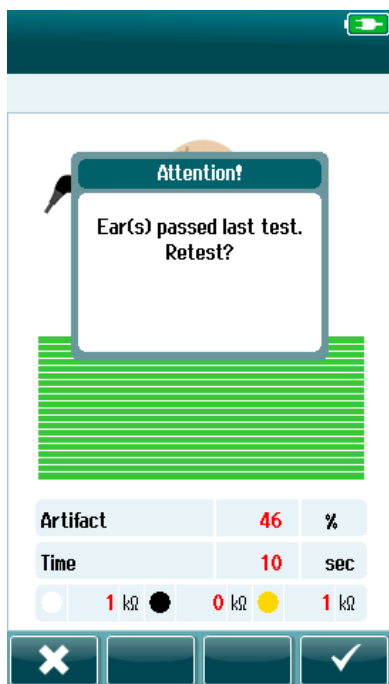 Attention!
Ear(s) passed last test.
Retest?
Artifact 46 %
Time 10 sec
1 kΩ 0 kΩ 1 kΩ